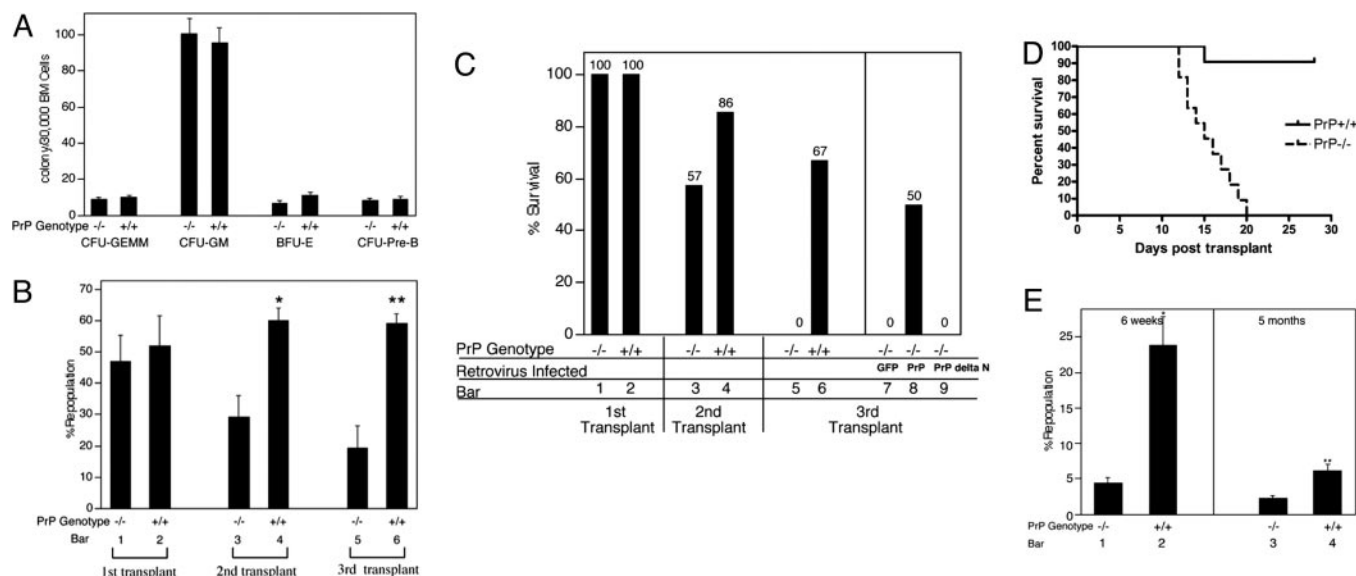 A
colony/30,000 BM Cells
100
80
60
40
20
0
PrP Genotype -/- +/+ -/- +/+ -/- +/+ -/- +/+
CFU-GEMM CFU-GM BFU-E CFU-Pre-B
B
%Repopulation
70
60
50
40
30
20
10
0
* **
PrP Genotype -/- +/+ -/- +/+ -/- +/+
Bar 1 2 3 4 5 6
1st transplant 2nd transplant 3rd transplant
C
% Survival
100
80
60
40
20
0
100 100 57 86 0 67 0 50 0
PrP Genotype -/- +/+ -/- +/+ -/- +/+ -/- -/- -/-
Retrovirus Infected GFP PrP PrP delta N
Bar 1 2 3 4 5 6 7 8 9
1st 2nd 3rd
Transplant Transplant Transplant
D
Percent survival
100
90
80
70
60
50
40
30
20
10
0
0 5 10 15 20 25 30
Days post transplant
PrP+/+
PrP-/-
E
6 weeks 5 months
%Repopulation
25
20
15
10
5
0
* **
PrP Genotype -/- +/+ -/- +/+
Bar 1 2 3 4